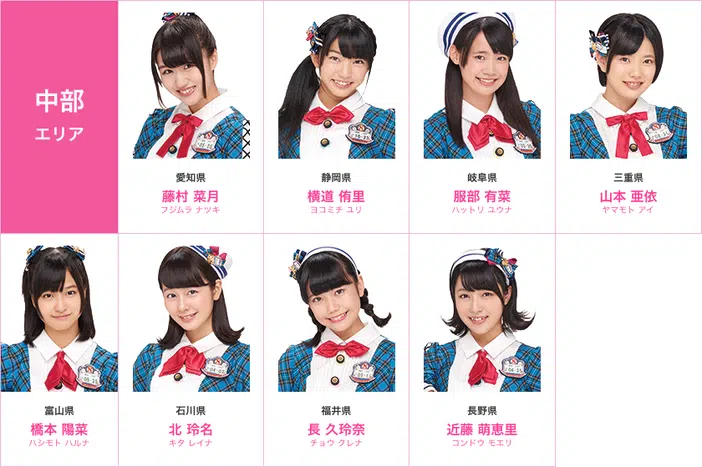 中部
エリア
愛知県
藤村 菜月
フジムラ ナツキ
静岡県
横道 侑里
ヨコミチ ユリ
岐阜県
服部 有菜
ハットリ ユウナ
三重県
山本 亜依
ヤマモト アイ
富山県
橋本 陽菜
ハシモト ハルナ
石川県
北 玲名
キタ レイナ
福井県
長 久玲奈
チョウ クレナ
長野県
近藤 萌恵里
コンドウ モエリ